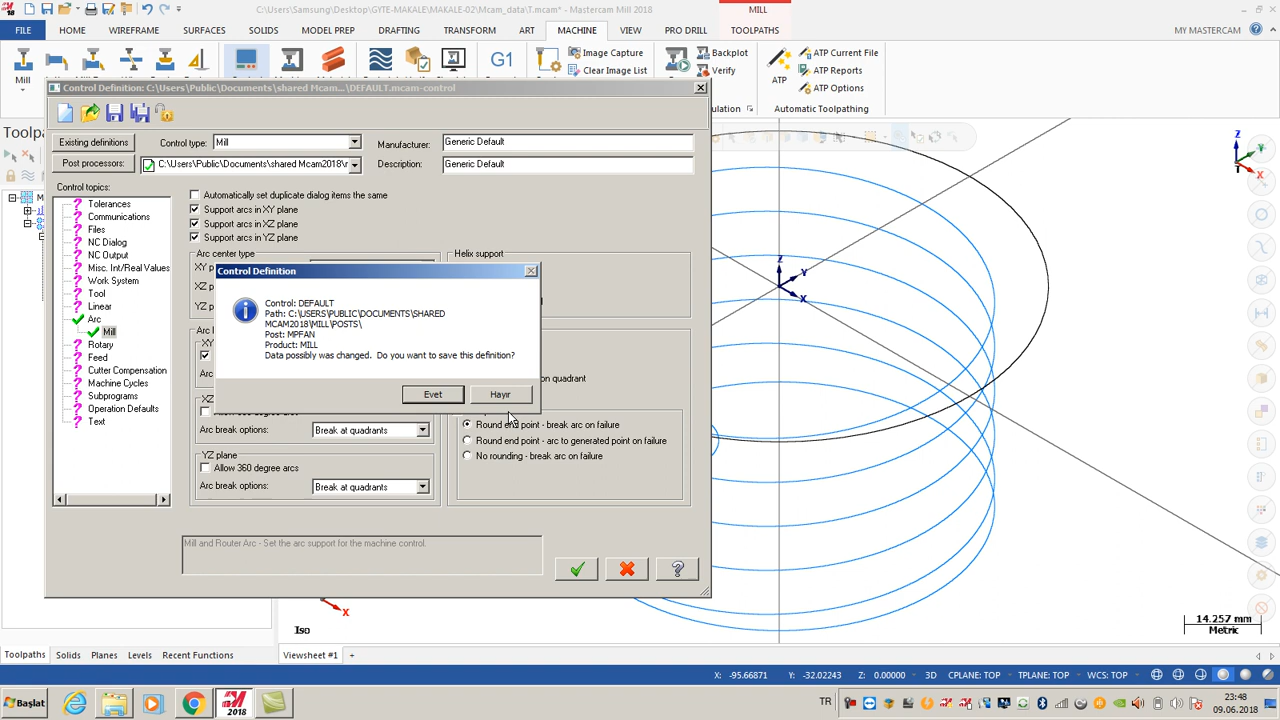 C:\Users\Samsung\Desktop\GYTE-MAKALE\MAKALE-02\Mcam_data\T.mcam* - Mastercam Mill 2018
MILL
FILE HOME WIREFRAME SURFACES SOLIDS MODEL PREP DRAFTING TRANSFORM ART MACHINE VIEW PRO DRILL TOOLPATHS MY MASTERCAM
Image Capture
Backplot
ATP Current File
G1
Clear Image List
Verify
ATP Reports
Mill
ATP
ATP Options
Control Definition: C:\Users\Public\Documents\shared Mcam...\DEFAULT.mcam-control
Automatic Toolpathing
Existing definitions
Control type:
Mill
Manufacturer:
Generic Default
Post processors:
C:\Users\Public\Documents\shared Mcam2018\
Description:
Generic Default
Control topics:
Tolerances
Communications
Files
NC Dialog
NC Output
Misc. Int/Real Values
Work System
Tool
Linear
Arc
Mill
Rotary
Feed
Cutter Compensation
Machine Cycles
Subprograms
Operation Defaults
Text
Automatically set duplicate dialog items the same
Support arcs in XY plane
Support arcs in XZ plane
Support arcs in YZ plane
Arc center type
Helix support
Control Definition
Control: DEFAULT
Path: C:\USERS\PUBLIC\DOCUMENTS\SHARED
MCAM2018\MILL\POSTS\
Post: MPFAN
Product: MILL
Data possibly was changed. Do you want to save this definition?
Evet
Hayır
on quadrant
Arc break options:
Break at quadrants
YZ plane
Allow 360 degree arcs
Arc break options:
Break at quadrants
Round end point - break arc on failure
Round end point - arc to generated point on failure
No rounding - break arc on failure
Mill and Router Arc - Set the arc support for the machine control.
Z
Y
X
Z
Y
X
X
Iso
14.257 mm
Metric
Toolpaths Solids Planes Levels Recent Functions
Viewsheet #1
X: -95.66871 Y: -32.02243 Z: 0.00000 3D CPLANE: TOP TPLANE: TOP WCS: TOP
Başlat
2018
TR
23:48
09.06.2018